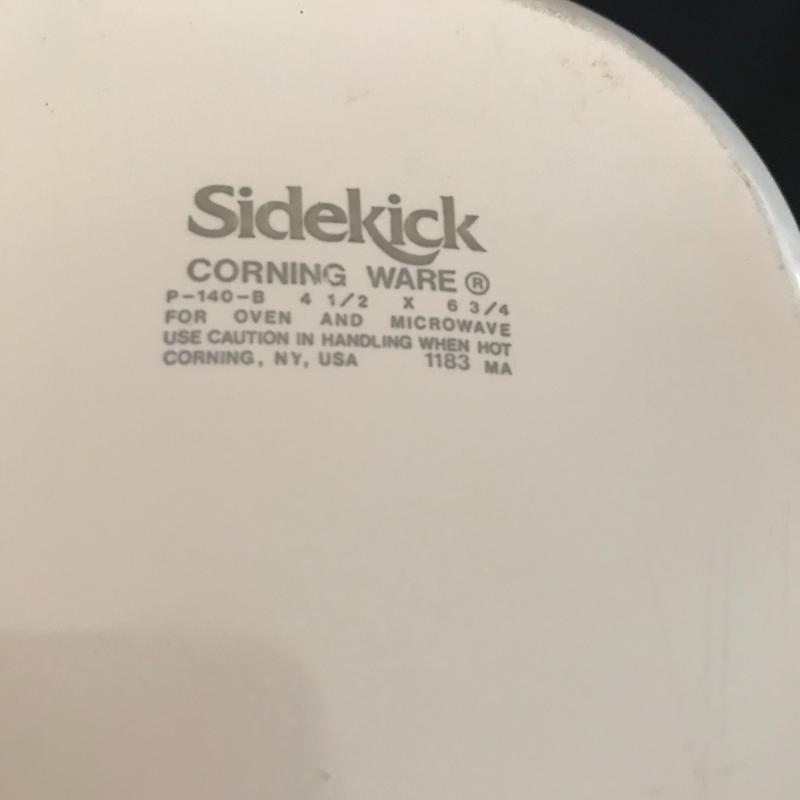 Sidekick
CORNING WARE ®
P-140-B 4 1/2 X 6 3/4
FOR OVEN AND MICROWAVE
USE CAUTION IN HANDLING WHEN HOT
CORNING, NY, USA 1183 MA